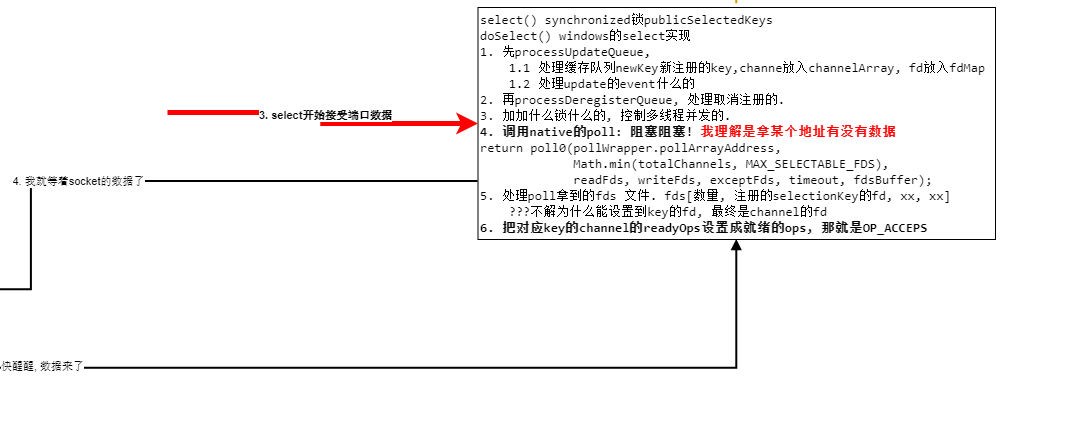 select() synchronized锁publicSelectedKeys
doSelect() windows的select实现
1. 先processUpdateQueue,
1.1 处理缓存队列newKey新注册的key,channe放入channelArray, fd放入fdMap
1.2 处理update的event什么的
2. 再processDeregisterQueue, 处理取消注册的.
3. 加加什么锁什么的, 控制多线程并发的.
4. 调用native的poll: 阻塞阻塞! 我理解是拿某个地址有没有数据
return poll0(pollWrapper.pollArrayAddress,
Math.min(totalChannels, MAX_SELECTABLE_FDS),
readFds, writeFds, exceptFds, timeout, fdsBuffer);
5. 处理poll拿到的fds 文件. fds[数量, 注册的selectionKey的fd, xx, xx]
???不解为什么能设置到key的fd, 最终是channel的fd
6. 把对应key的channel的readyOps设置成就绪的ops, 那就是OP_ACCEPS
3. select开始接受端口数据
4. 我就等着socket的数据了
快醒醒, 数据来了